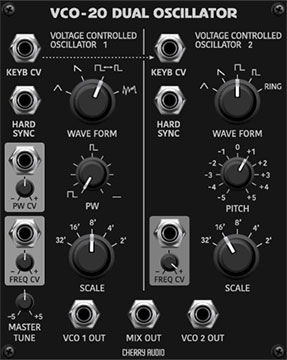 VCO-20 DUAL OSCILLATOR
VOLTAGE CONTROLLED
OSCILLATOR 1
KEYB CV
HARD
SYNC
WAVE FORM
PW CV
- +
PW
FREQ CV
- +
32' 16' 8' 4' 2'
SCALE
MASTER
TUNE
- +
VOLTAGE CONTROLLED
OSCILLATOR 2
KEYB CV
HARD
SYNC
RING
WAVE FORM
-5 -4 -3 -2 -1 0 +1 +2 +3 +4 +5
PITCH
FREQ CV
- +
32' 16' 8' 4' 2'
SCALE
VCO 1 OUT MIX OUT VCO 2 OUT
CHERRY AUDIO